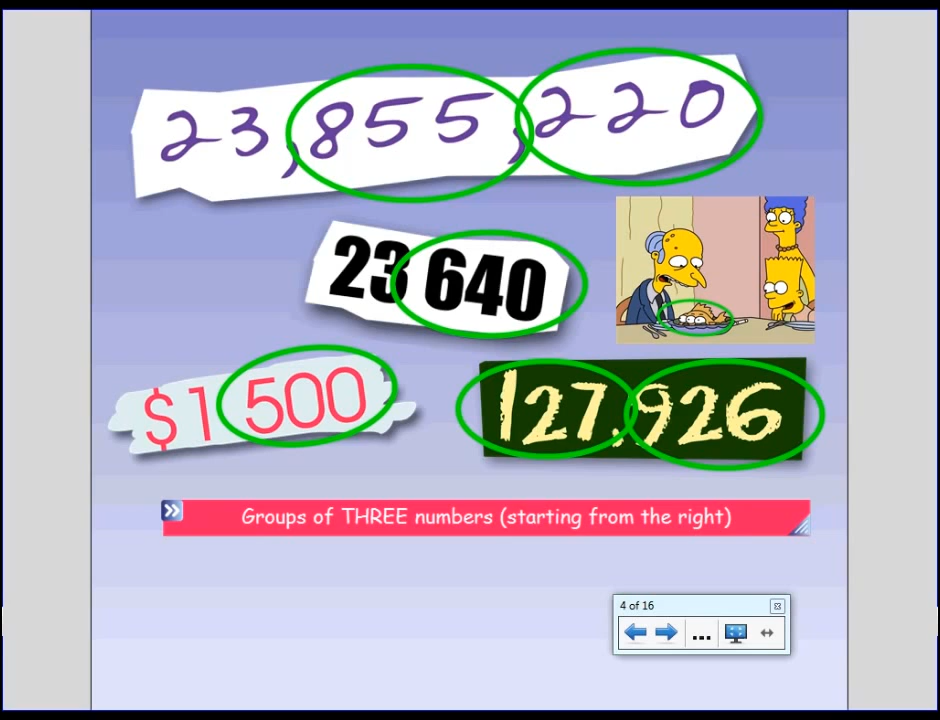 23,855,220
23 640
$1 500
127.926
Groups of THREE numbers (starting from the right)
4 of 16
...